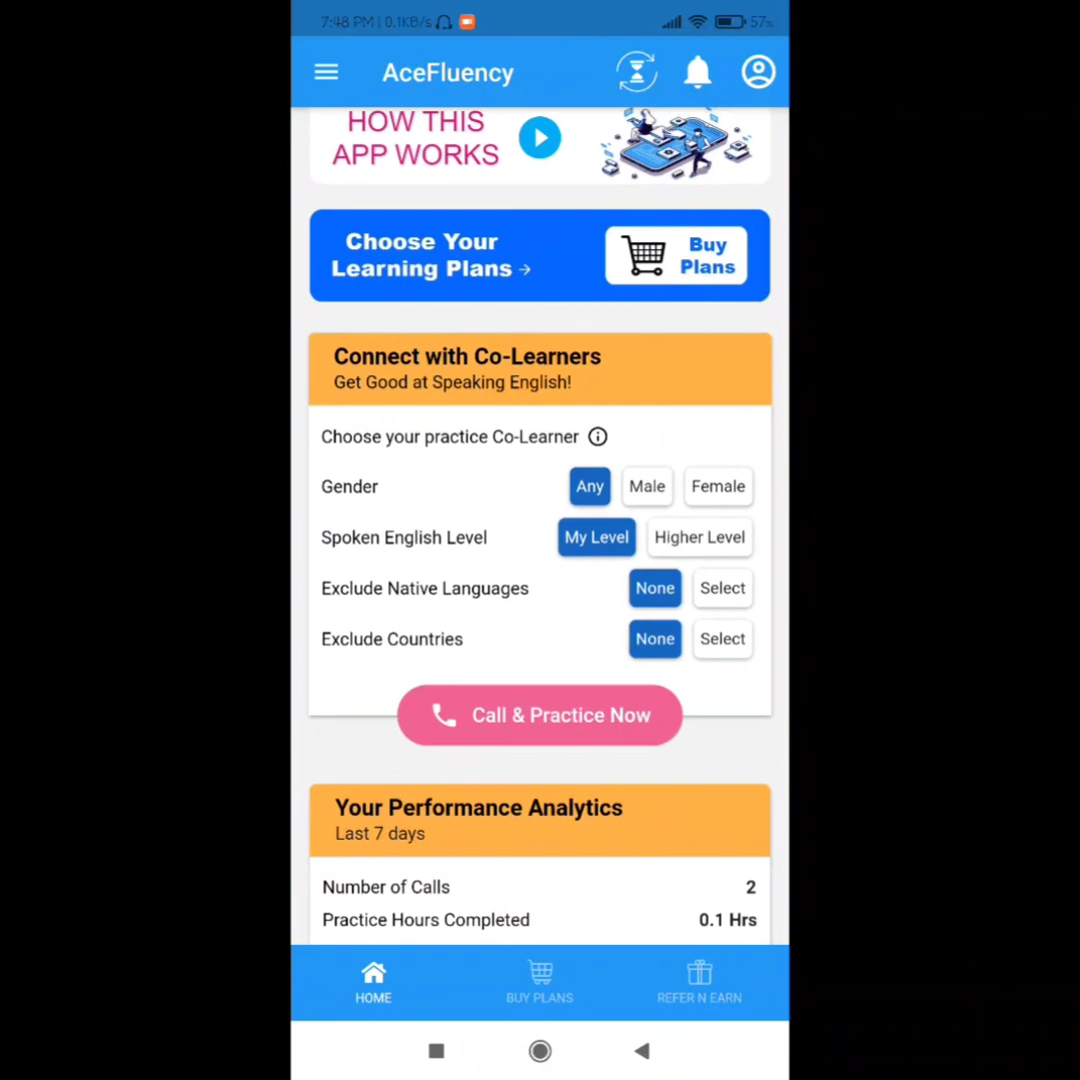 7:48 PM | 0.1KB/s 57%
AceFluency
HOW THIS
APP WORKS
Choose Your
Learning Plans →
Buy
Plans
Connect with Co-Learners
Get Good at Speaking English!
Choose your practice Co-Learner
Gender Any Male Female
Spoken English Level My Level Higher Level
Exclude Native Languages None Select
Exclude Countries None Select
Call & Practice Now
Your Performance Analytics
Last 7 days
Number of Calls 2
Practice Hours Completed 0.1 Hrs
HOME BUY PLANS REFER N EARN